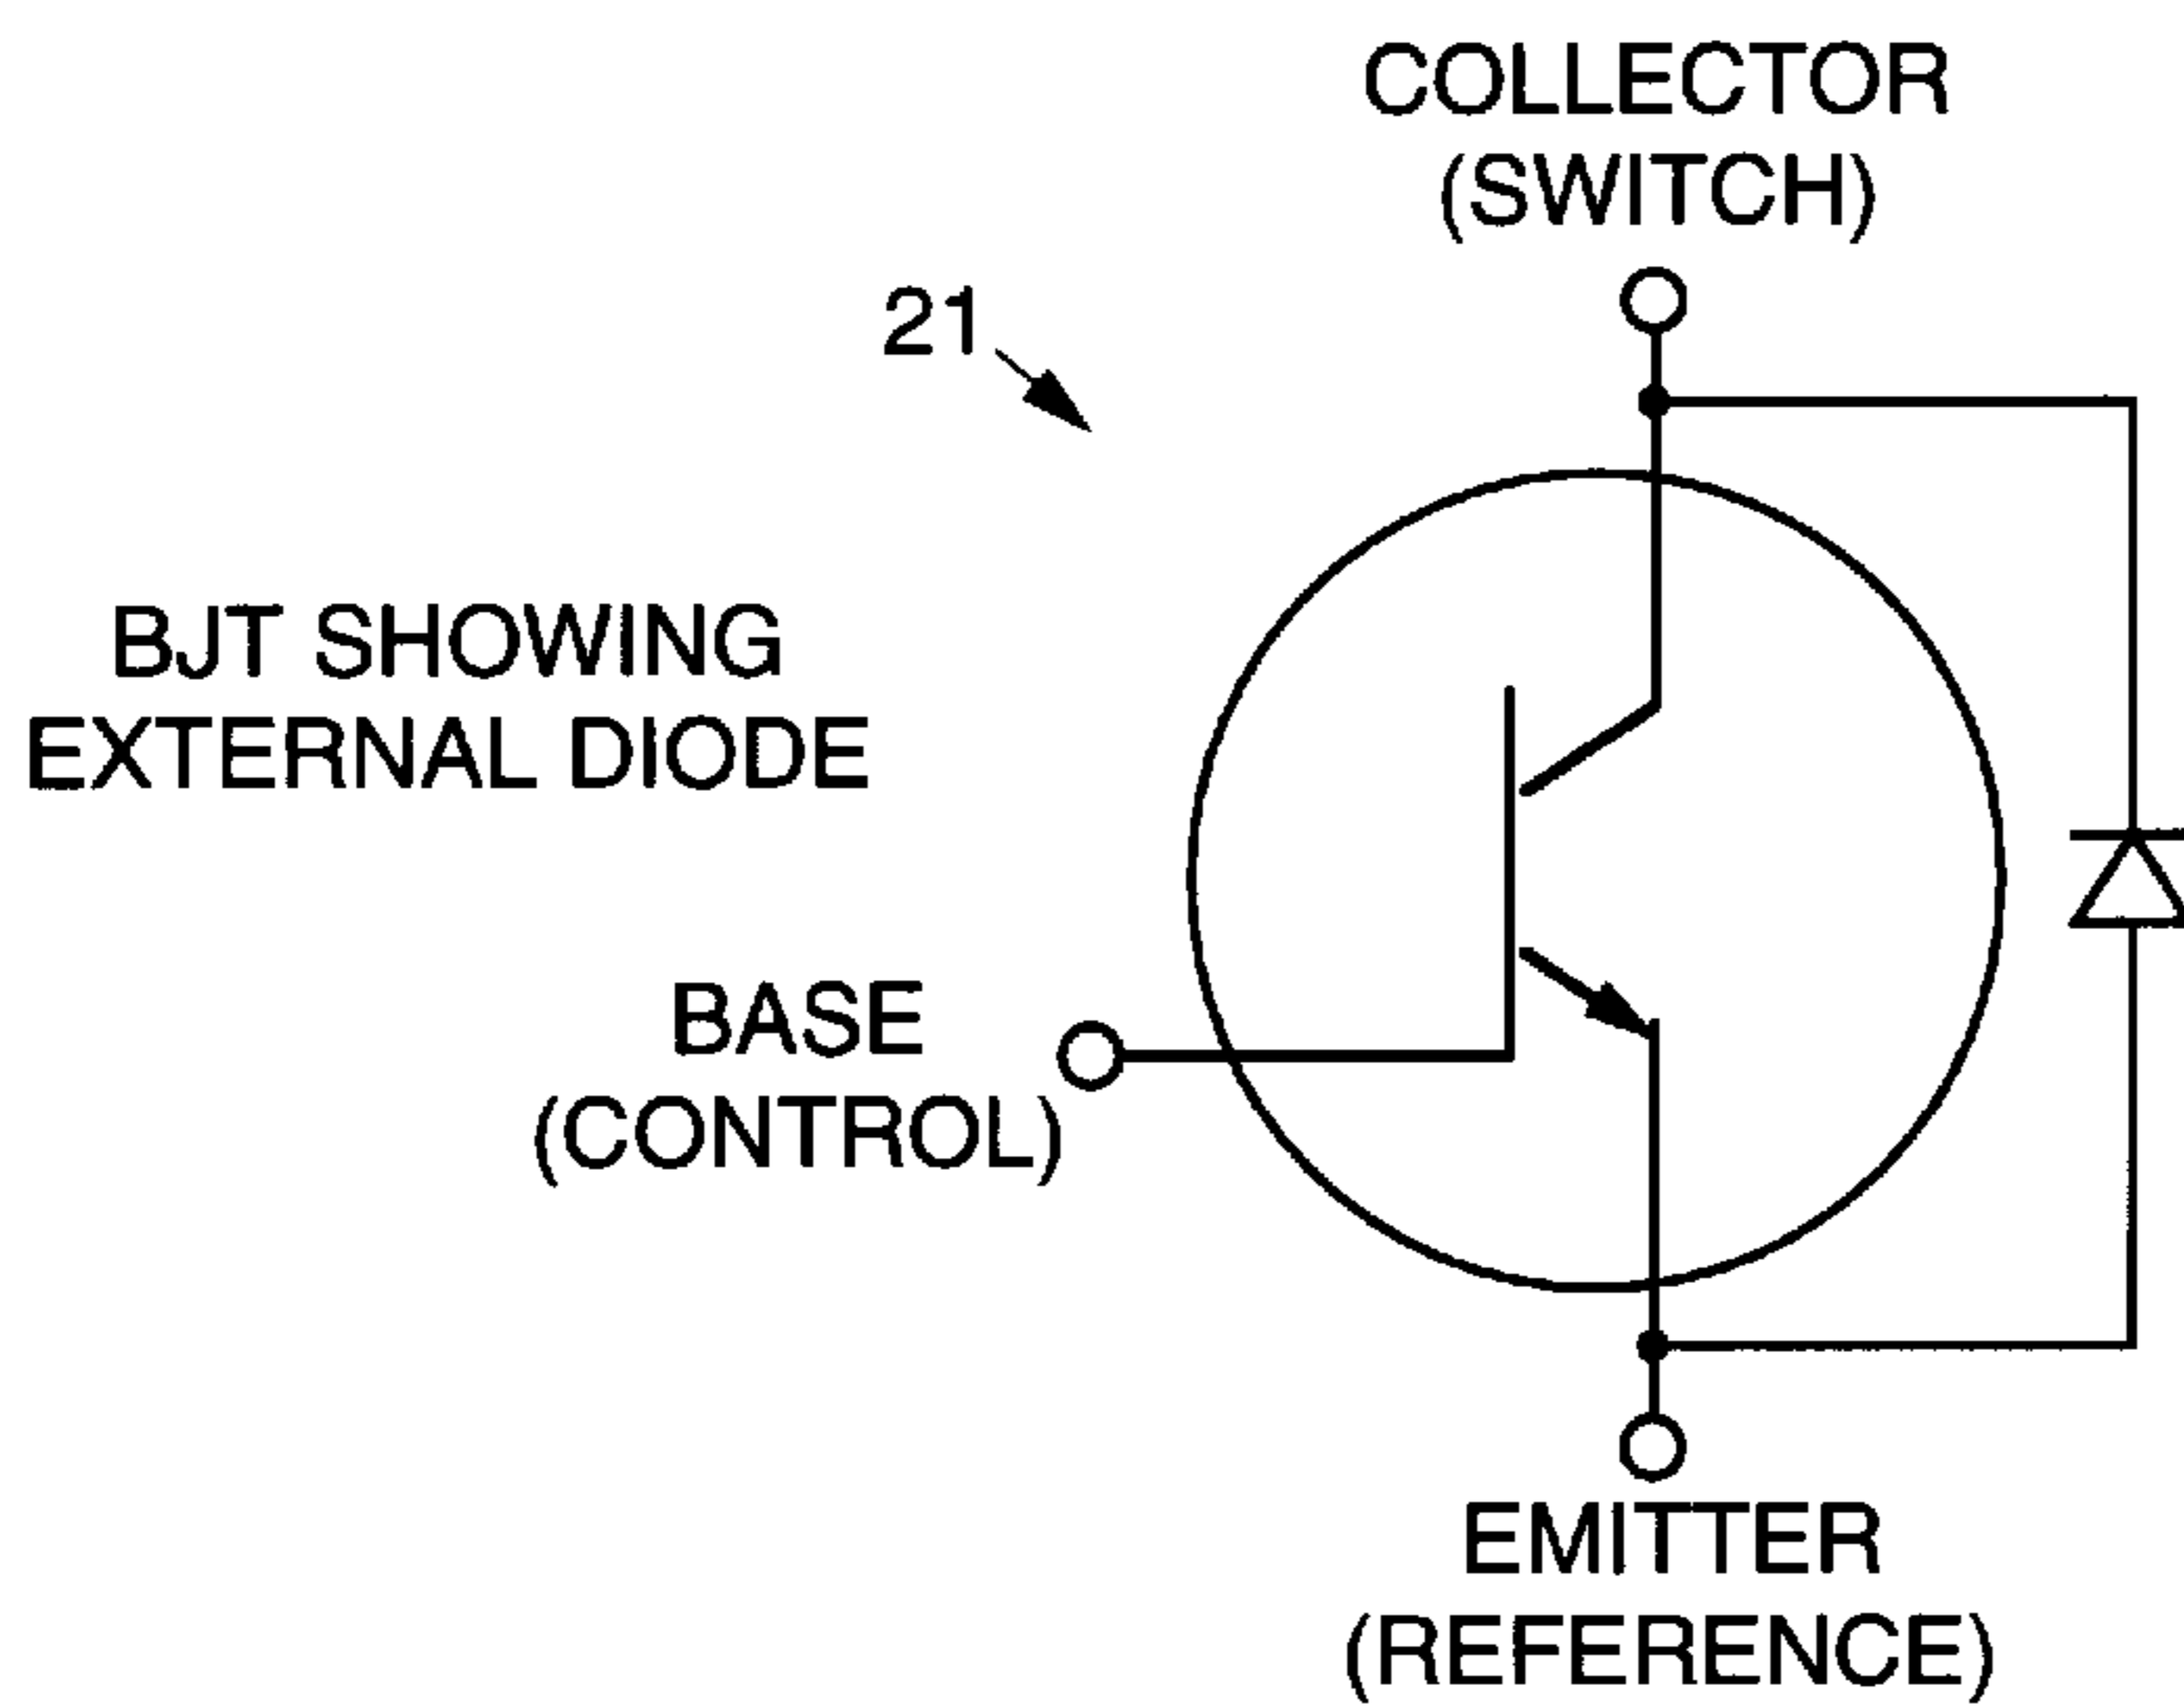 COLLECTOR
(SWITCH)
21
BJT SHOWING
EXTERNAL DIODE
BASE
(CONTROL)
EMITTER
(REFERENCE)